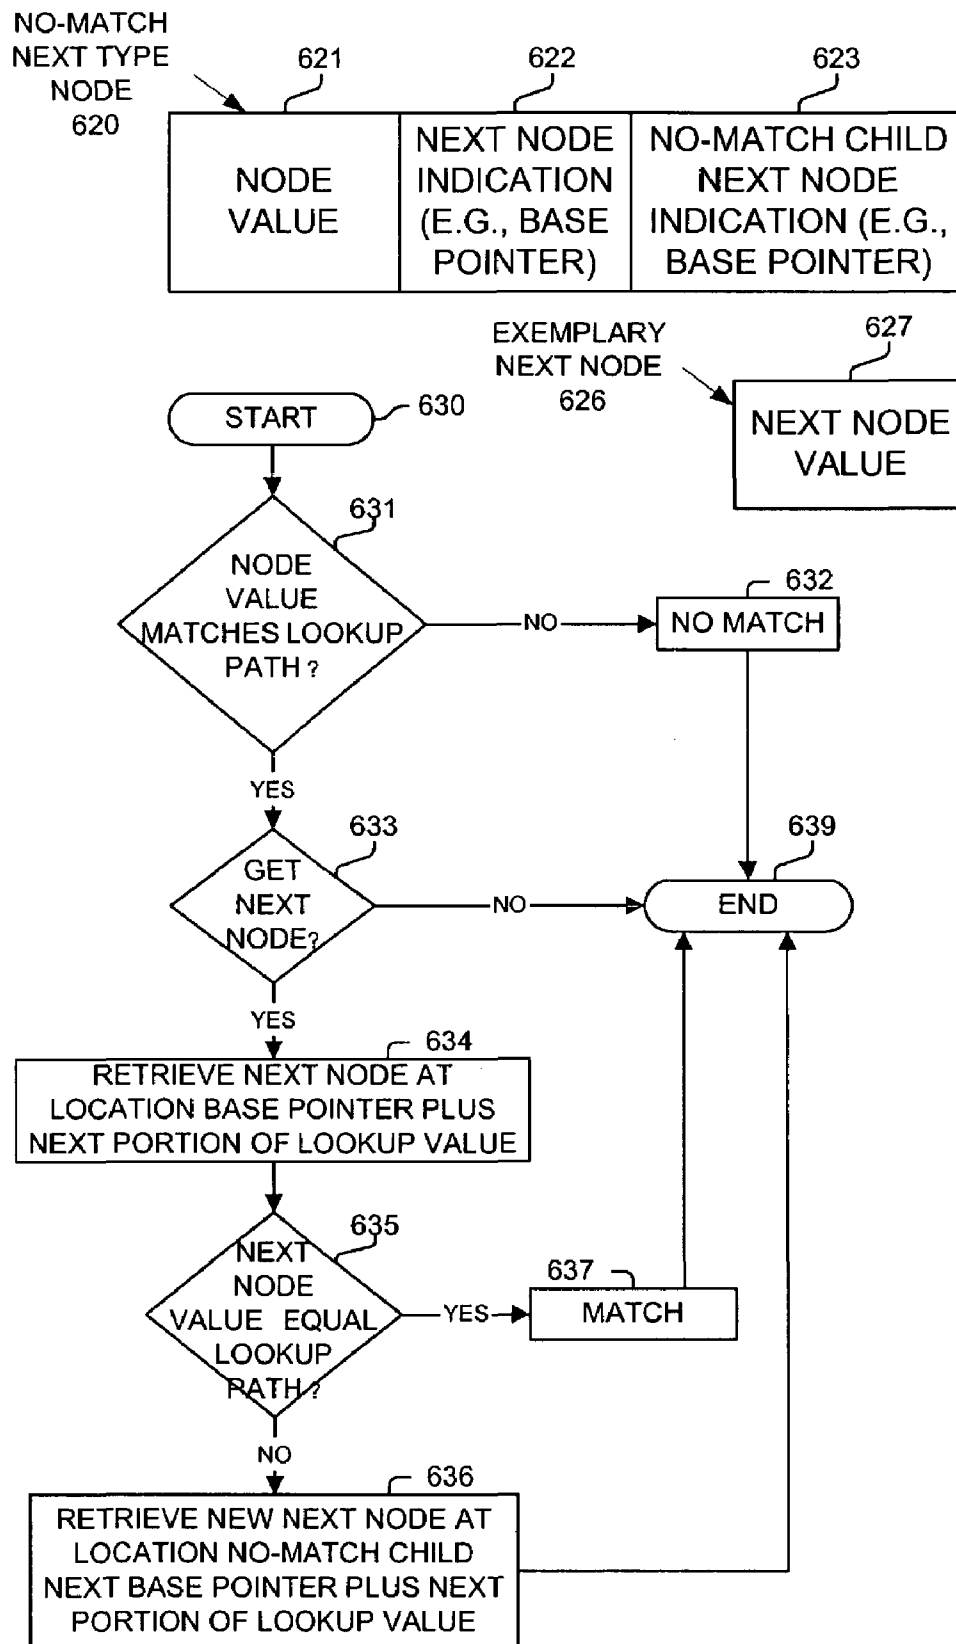 NO-MATCH
NEXT TYPE
NODE
620
621
622
623
NODE
VALUE
NEXT NODE
INDICATION
(E.G., BASE
POINTER)
NO-MATCH CHILD
NEXT NODE
INDICATION (E.G.,
BASE POINTER)
EXEMPLARY
NEXT NODE
626
627
NEXT NODE
VALUE
START
630
631
NODE
VALUE
MATCHES LOOKUP
PATH ?
NO
632
NO MATCH
YES
633
GET
NEXT
NODE?
NO
639
END
YES
634
RETRIEVE NEXT NODE AT
LOCATION BASE POINTER PLUS
NEXT PORTION OF LOOKUP VALUE
635
NEXT
NODE
VALUE EQUAL
LOOKUP
PATH ?
YES
637
MATCH
NO
636
RETRIEVE NEW NEXT NODE AT
LOCATION NO-MATCH CHILD
NEXT BASE POINTER PLUS NEXT
PORTION OF LOOKUP VALUE